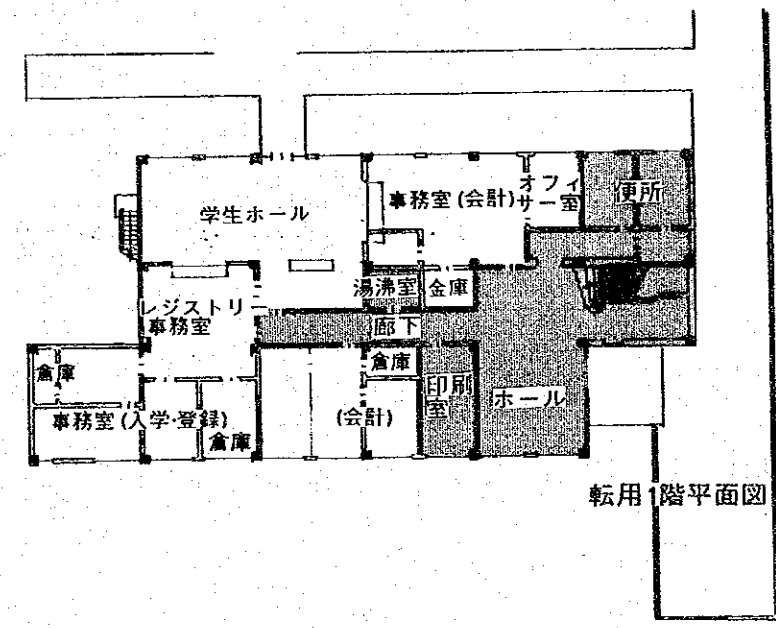 学生ホール
事務室(会計)
オフィ
サー室
便所
レジストリー
事務室
湯沸室
金庫
廊下
倉庫
倉庫
印刷
室
ホール
事務室(入学・登録)
倉庫
(会計)
転用1階平面図